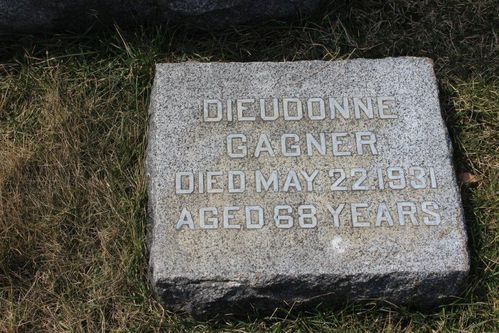 DIEUDONNE
GAGNER
DIED MAY 22.1931.
AGED 68 YEARS.